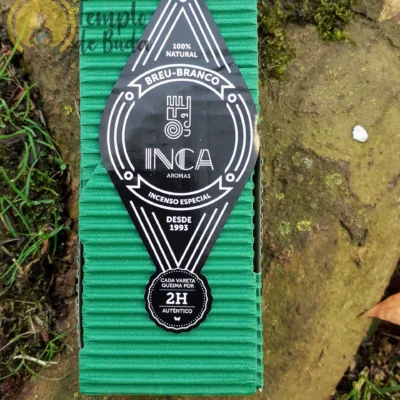 Templo
de Buda
100%
NATURAL
BREU-BRANCO
INCA
AROMAS
INCENSO ESPECIAL
DESDE
1993
CADA VARETA
QUEIMA POR
2H
AUTÊNTICO